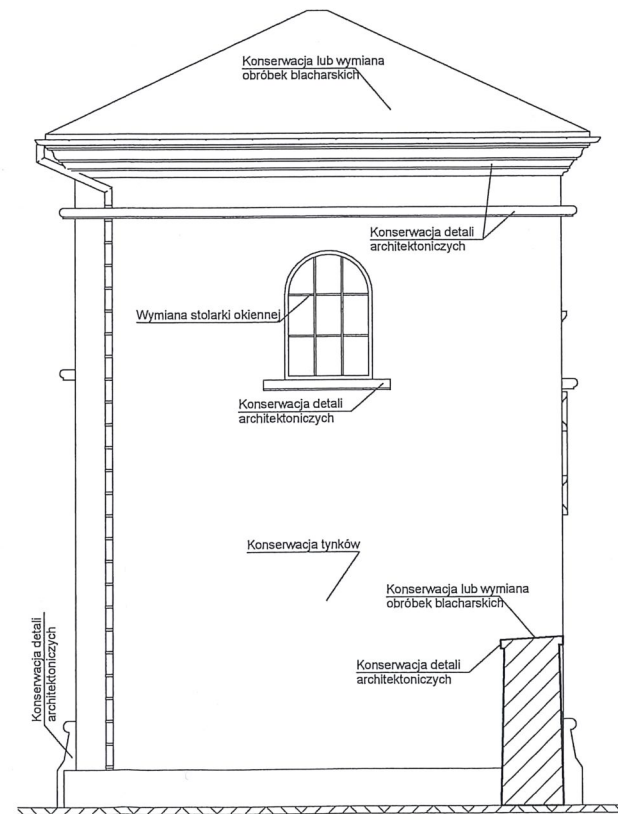 Konserwacja lub wymiana
obróbek blacharskich
Konserwacja detali
architektonicznych
Wymiana stolarki okiennej
Konserwacja detali
architektonicznych
Konserwacja tynków
Konserwacja lub wymiana
obróbek blacharskich
Konserwacja detali
architektonicznych
Konserwacja detali
architektonicznych